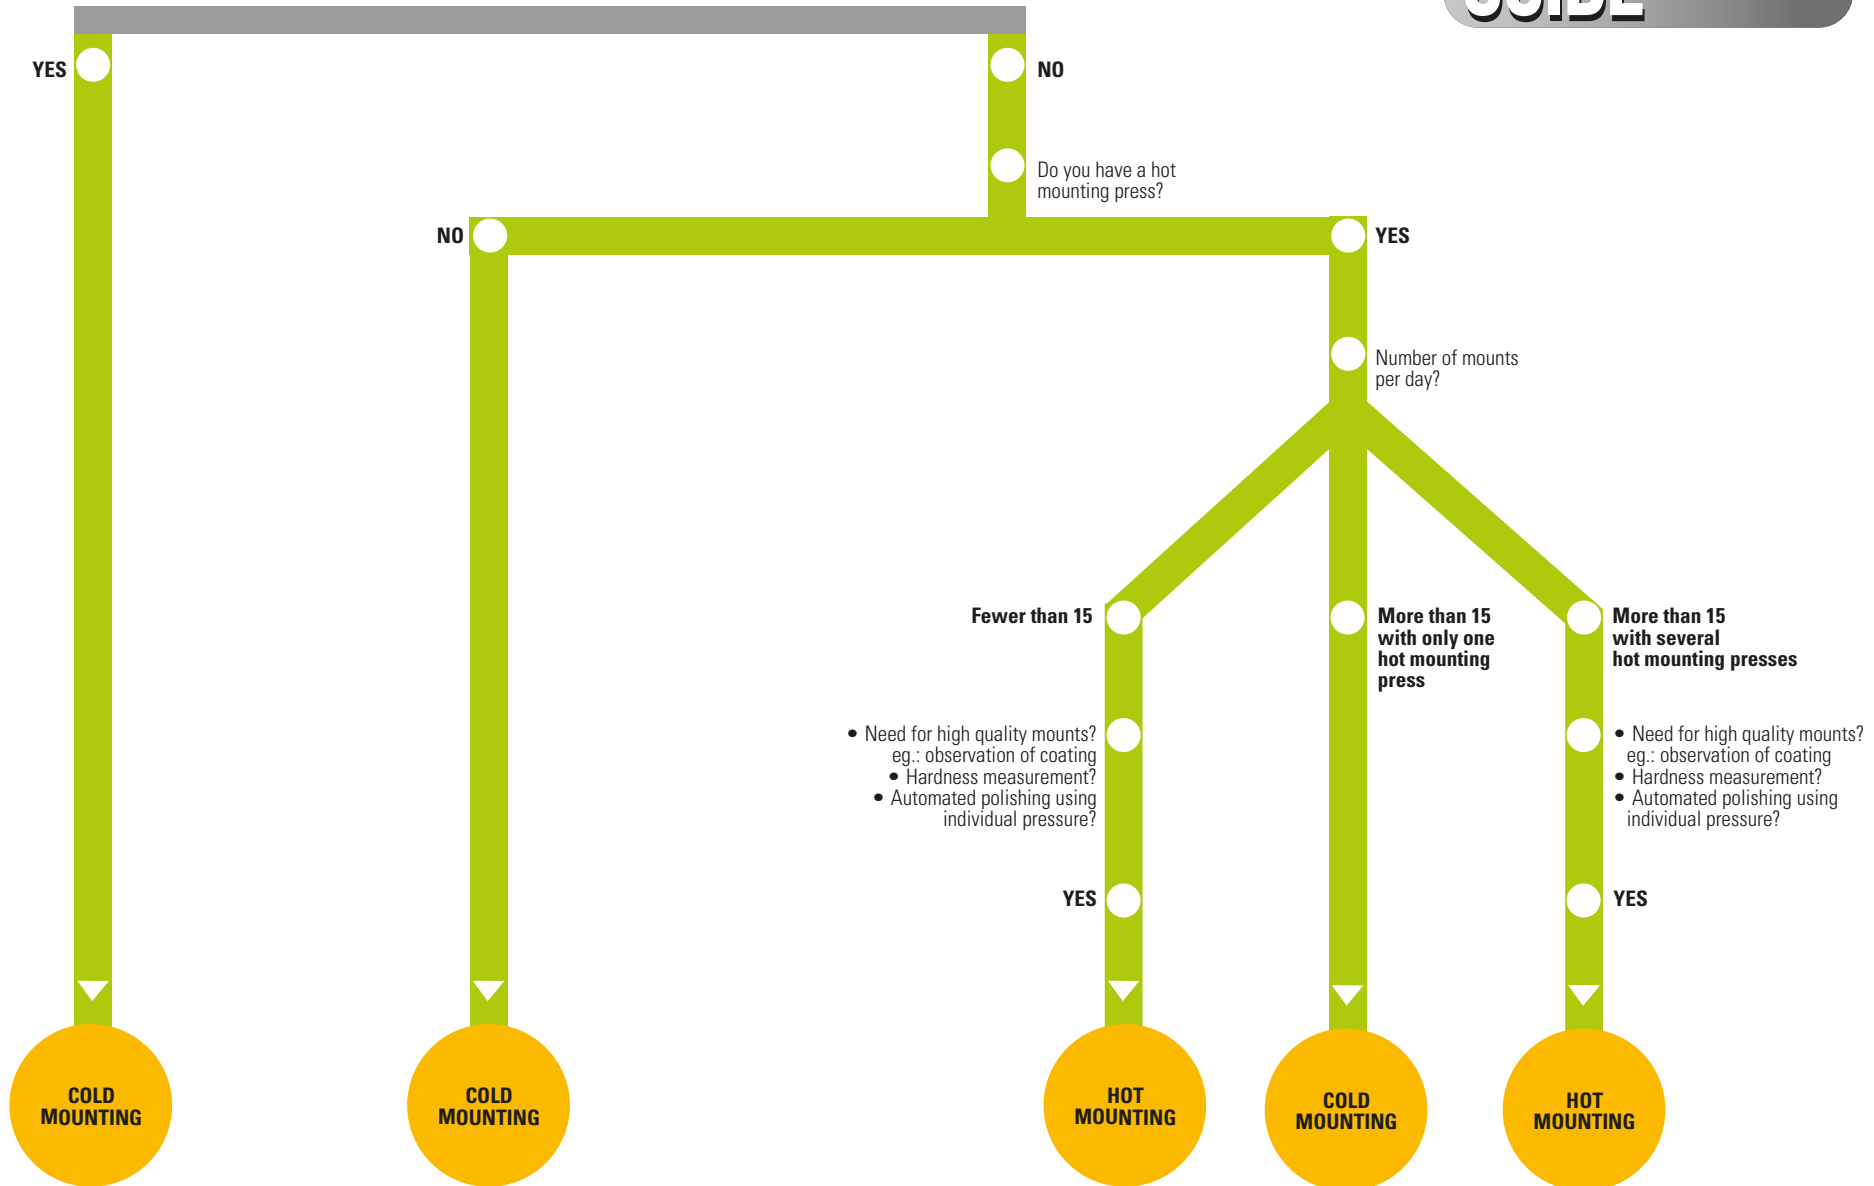 GUIDE
YES
NO
Do you have a hot
mounting press?
NO
YES
Number of mounts
per day?
Fewer than 15
More than 15
with only one
hot mounting
press
More than 15
with several
hot mounting presses
• Need for high quality mounts?
eg.: observation of coating
• Hardness measurement?
• Automated polishing using
individual pressure?
• Need for high quality mounts?
eg.: observation of coating
• Hardness measurement?
• Automated polishing using
individual pressure?
YES
YES
COLD
MOUNTING
COLD
MOUNTING
HOT
MOUNTING
COLD
MOUNTING
HOT
MOUNTING